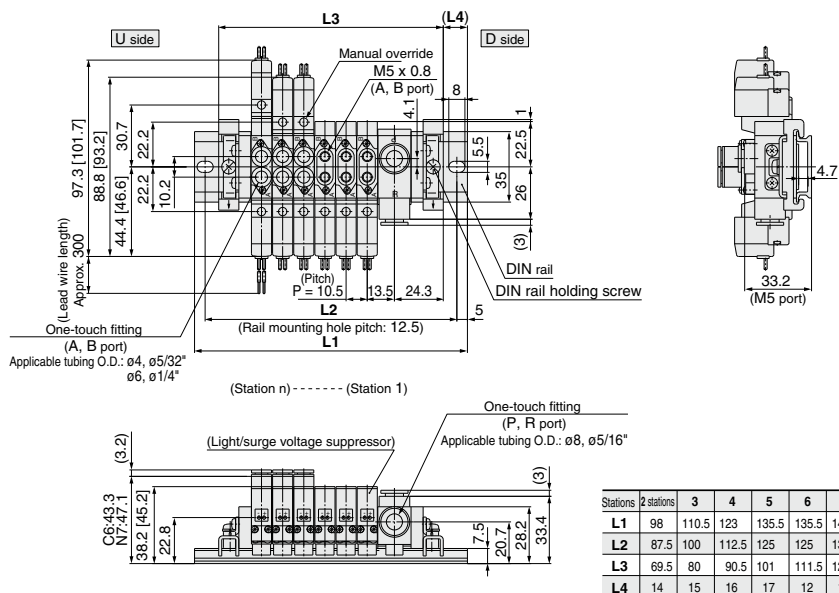 L3
(L4)
U side
D side
Manual override
M5 x 0.8
(A, B port)
8
4.1
1
97.3 [101.7]
88.8 [93.2]
30.7
22.2
5.5
22.5
35
4.7
44.4 [46.6]
22.2
10.2
26
(3)
(Lead wire length)
Approx. 300
(Pitch)
P = 10.5
13.5
24.3
DIN rail
DIN rail holding screw
33.2
(M5 port)
L2
5
(Rail mounting hole pitch: 12.5)
L1
One-touch fitting
(A, B port)
Applicable tubing O.D.: ø4, ø5/32"
ø6, ø1/4"
(Station n) ------- (Station 1)
One-touch fitting
(P, R port)
Applicable tubing O.D.: ø8, ø5/16"
(Light/surge voltage suppressor)
(3.2)
(3)
C6:43.3
N7:47.1
38.2 [45.2]
22.8
7.5
20.7
28.2
33.4
Stations 2 stations 3 4 5 6
L1 98 110.5 123 135.5 135.5
L2 87.5 100 112.5 125 125
L3 69.5 80 90.5 101 111.5
L4 14 15 16 17 12